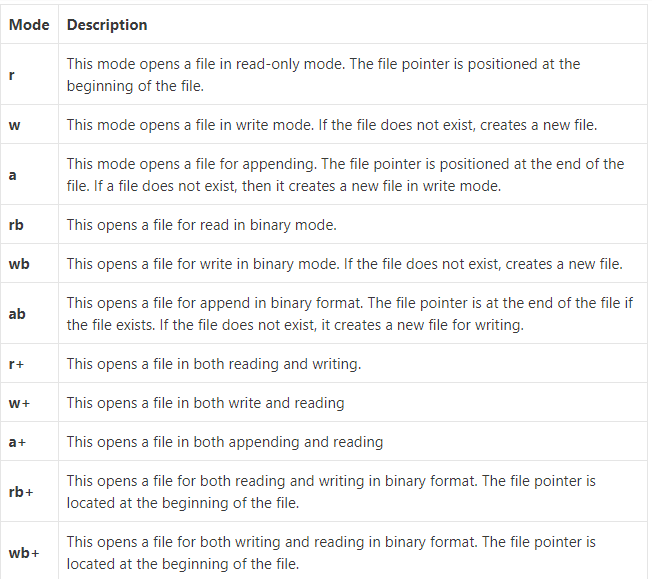 Mode Description
r This mode opens a file in read-only mode. The file pointer is positioned at the
beginning of the file.
w This mode opens a file in write mode. If the file does not exist, creates a new file.
a This mode opens a file for appending. The file pointer is positioned at the end of the
file. If a file does not exist, then it creates a new file in write mode.
rb This opens a file for read in binary mode.
wb This opens a file for write in binary mode. If the file does not exist, creates a new file.
ab This opens a file for append in binary format. The file pointer is at the end of the file if
the file exists. If the file does not exist, it creates a new file for writing.
r+ This opens a file in both reading and writing.
w+ This opens a file in both write and reading
a+ This opens a file in both appending and reading
rb+ This opens a file for both reading and writing in binary format. The file pointer is
located at the beginning of the file.
wb+ This opens a file for both writing and reading in binary format. The file pointer is
located at the beginning of the file.